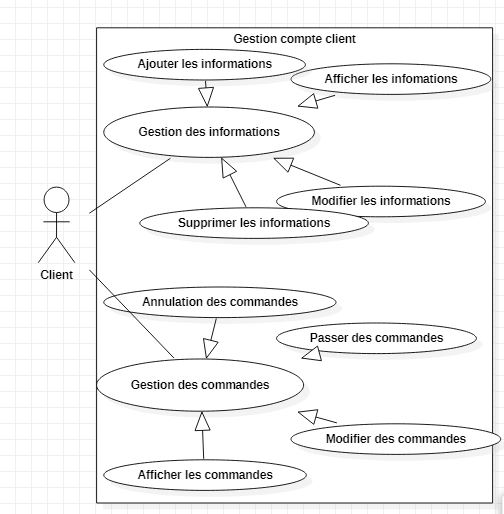 Gestion compte client
Ajouter les informations
Afficher les infomations
Gestion des informations
Modifier les informations
Supprimer les informations
Client
Annulation des commandes
Passer des commandes
Gestion des commandes
Modifier des commandes
Afficher les commandes